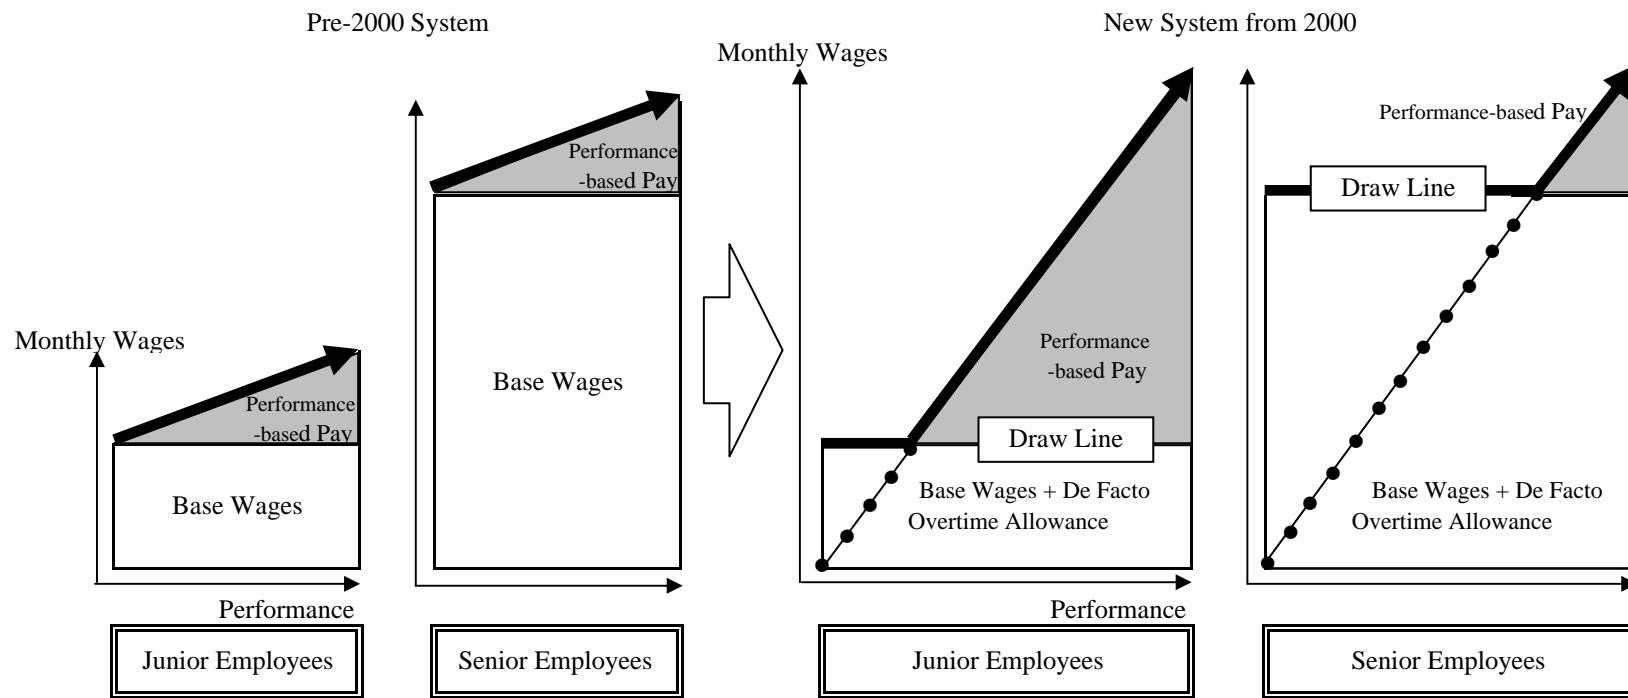 Pre-2000 System
New System from 2000
Monthly Wages
Performance
-based Pay
Base Wages
Monthly Wages
Performance
-based Pay
Base Wages
Performance
Junior Employees
Senior Employees
Monthly Wages
Performance
-based Pay
Draw Line
Base Wages + De Facto
Overtime Allowance
Performance
Junior Employees
Performance-based Pay
Draw Line
Base Wages + De Facto
Overtime Allowance
Senior Employees